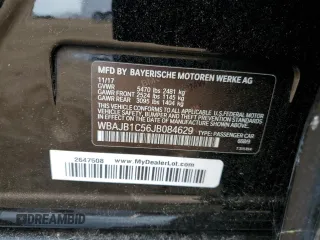 MFD BY BAYERISCHE MOTOREN WERKE AG
11/17
GVWR 5470 lbs 2481 kg
GAWR FRONT 2524 lbs 1145 kg
GAWR REAR 3095 lbs 1404 kg
THIS VEHICLE CONFORMS TO ALL APPLICABLE U.S. FEDERAL
MOTOR VEHICLE SAFETY, BUMPER, AND THEFT PREVENTION
STANDARDS IN EFFECT ON THE DATE OF MANUFACTURE SHOWN
ABOVE.
WBAJB1C56JB084629
TYPE: PASSENGER CAR
2647508
www.MyDealerLot.com
DREAMBID